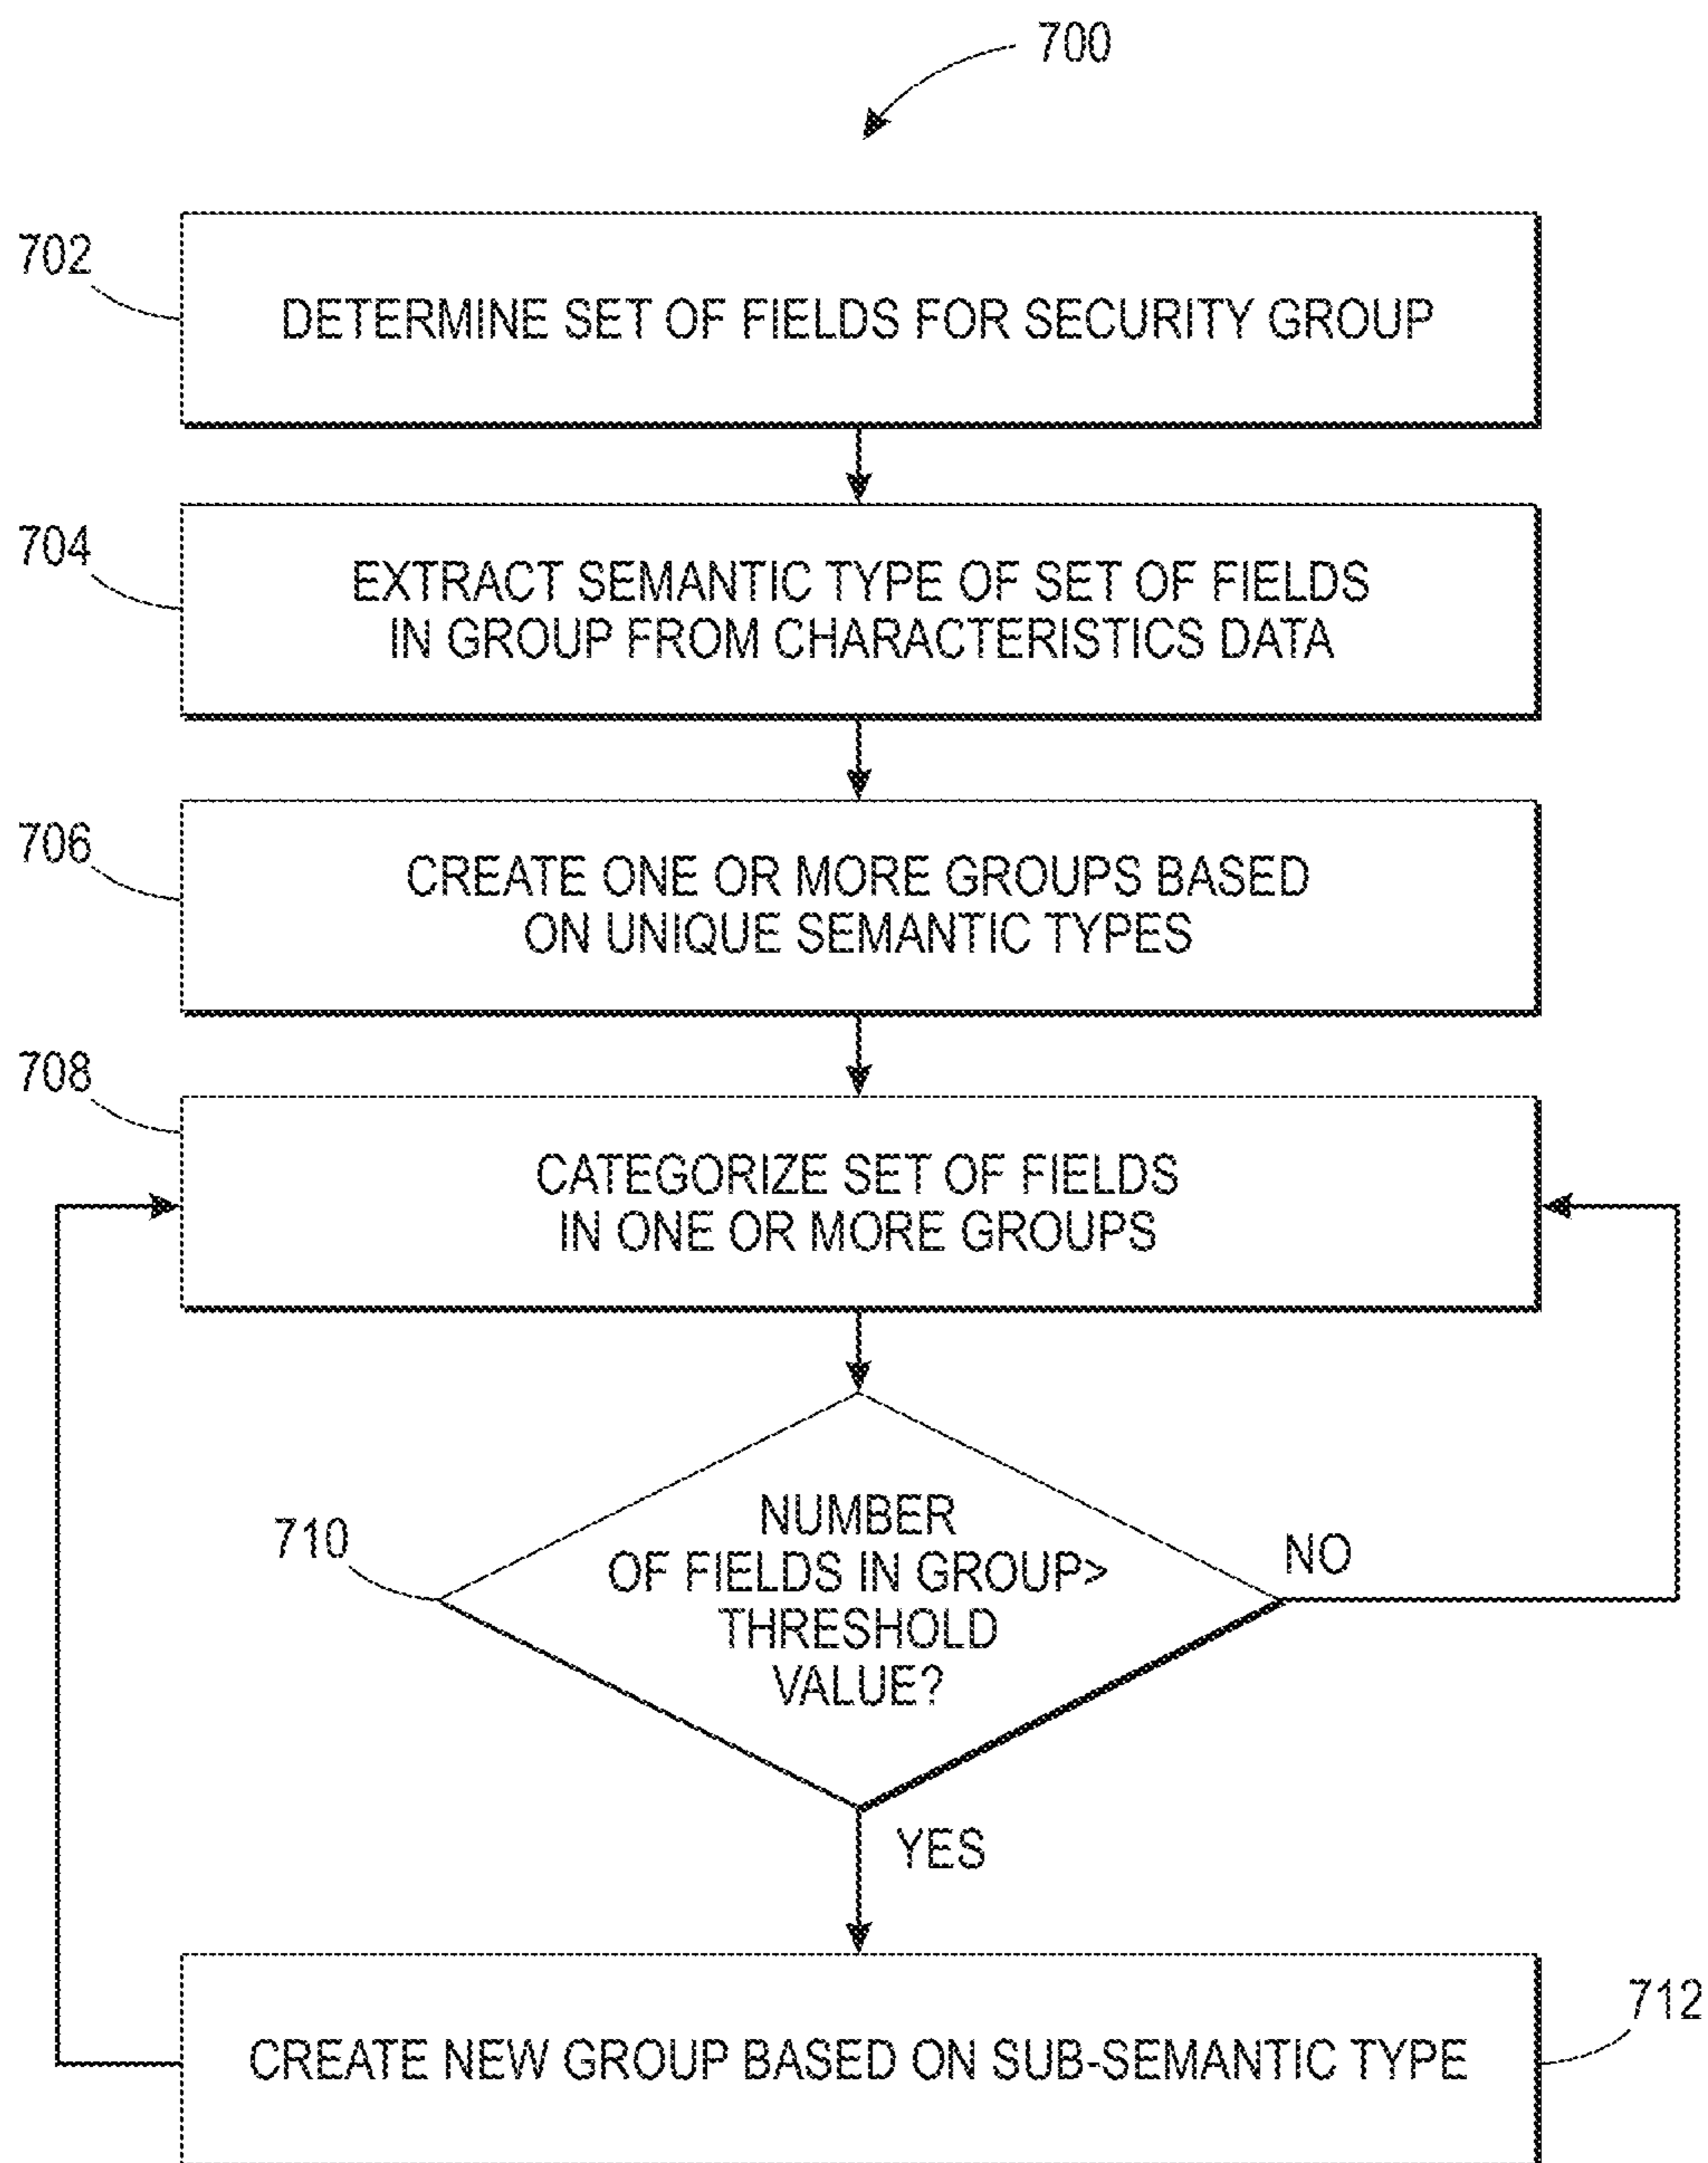 700
702
DETERMINE SET OF FIELDS FOR SECURITY GROUP
704
EXTRACT SEMANTIC TYPE OF SET OF FIELDS
IN GROUP FROM CHARACTERISTICS DATA
706
CREATE ONE OR MORE GROUPS BASED
ON UNIQUE SEMANTIC TYPES
708
CATEGORIZE SET OF FIELDS
IN ONE OR MORE GROUPS
710
NUMBER
OF FIELDS IN GROUP>
THRESHOLD
VALUE?
NO
YES
712
CREATE NEW GROUP BASED ON SUB-SEMANTIC TYPE